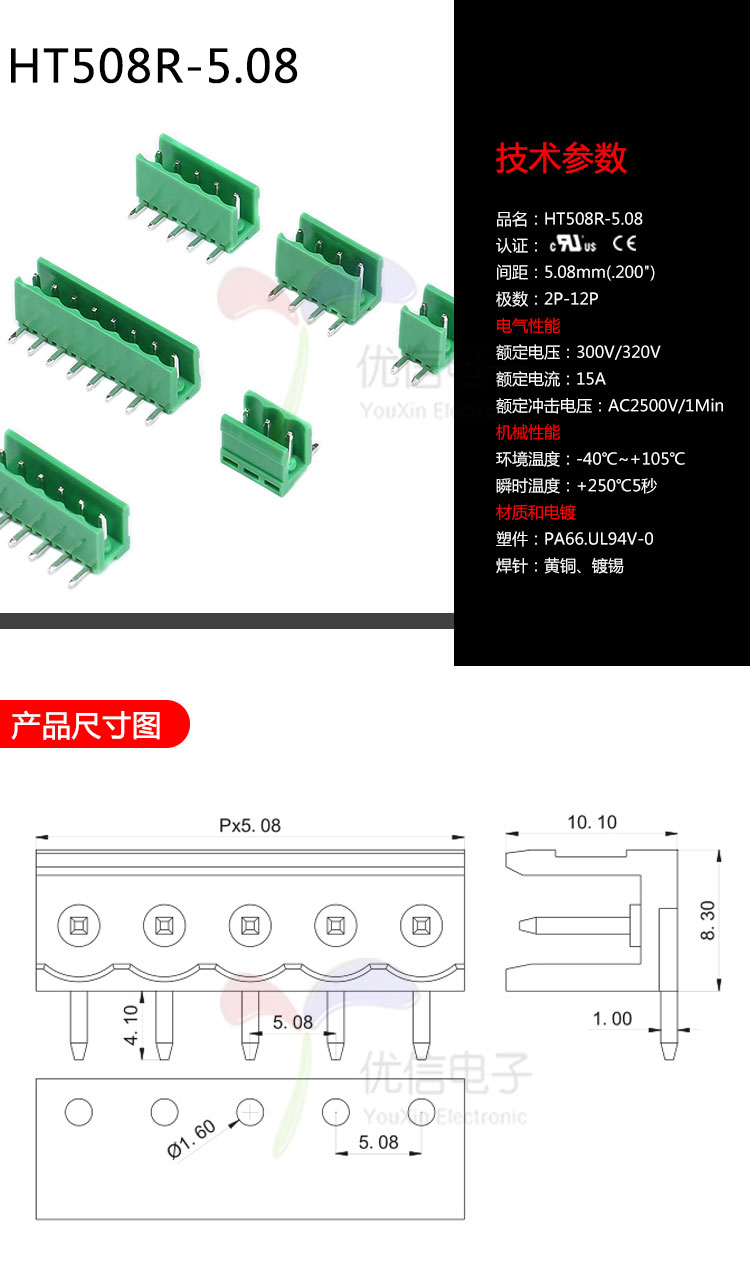 HT508R-5.08
技术参数
品名：HT508R-5.08
认证： c RU us CE
间距：5.08mm(.200")
极数：2P-12P
电气性能
额定电压：300V/320V
额定电流：15A
额定冲击电压：AC2500V/1Min
机械性能
环境温度：-40℃~+105℃
瞬时温度：+250℃5秒
材质和电镀
塑件：PA66.UL94V-0
焊针：黄铜、镀锡
优信电子
YouXin Electronic
产品尺寸图
Px5.08
10.10
8.30
4.10
5.08
1.00
优信电子
YouXin Electronic
Ø1.60
5.08